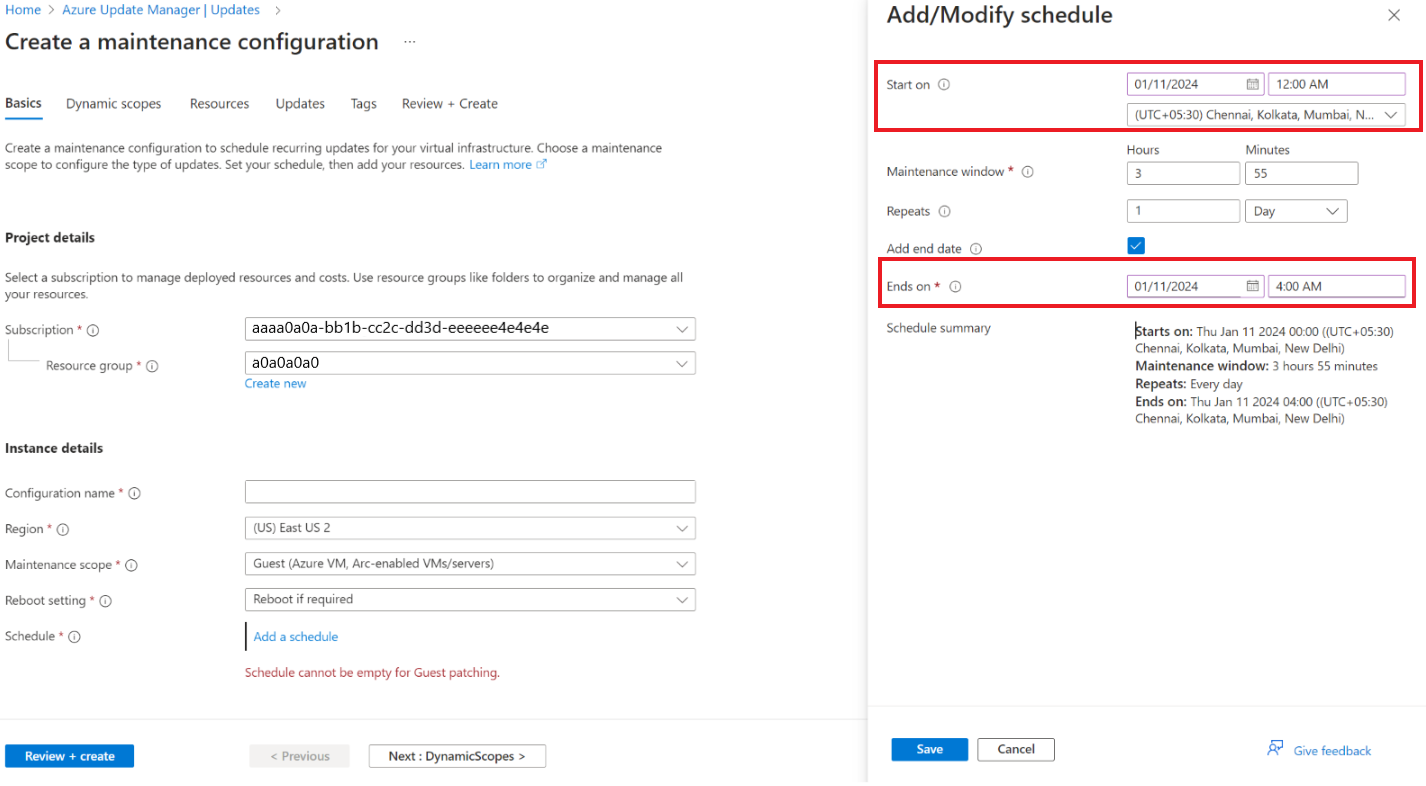 Home > Azure Update Manager | Updates >
Create a maintenance configuration ...
Basics Dynamic scopes Resources Updates Tags Review + Create
Create a maintenance configuration to schedule recurring updates for your virtual infrastructure. Choose a maintenance
scope to configure the type of updates. Set your schedule, then add your resources. Learn more
Project details
Select a subscription to manage deployed resources and costs. Use resource groups like folders to organize and manage all
your resources.
Subscription * aaaa0a0a-bb1b-cc2c-dd3d-eeeeee4e4e4e
Resource group * a0a0a0a0
Create new
Instance details
Configuration name *
Region * (US) East US 2
Maintenance scope * Guest (Azure VM, Arc-enabled VMs/servers)
Reboot setting * Reboot if required
Schedule * Add a schedule
Schedule cannot be empty for Guest patching.
Review + create < Previous Next : DynamicScopes >
Add/Modify schedule
Start on 01/11/2024 12:00 AM
(UTC+05:30) Chennai, Kolkata, Mumbai, N...
Hours Minutes
Maintenance window * 3 55
Repeats 1 Day
Add end date
Ends on * 01/11/2024 4:00 AM
Schedule summary Starts on: Thu Jan 11 2024 00:00 ((UTC+05:30)
Chennai, Kolkata, Mumbai, New Delhi)
Maintenance window: 3 hours 55 minutes
Repeats: Every day
Ends on: Thu Jan 11 2024 04:00 ((UTC+05:30)
Chennai, Kolkata, Mumbai, New Delhi)
Save Cancel Give feedback